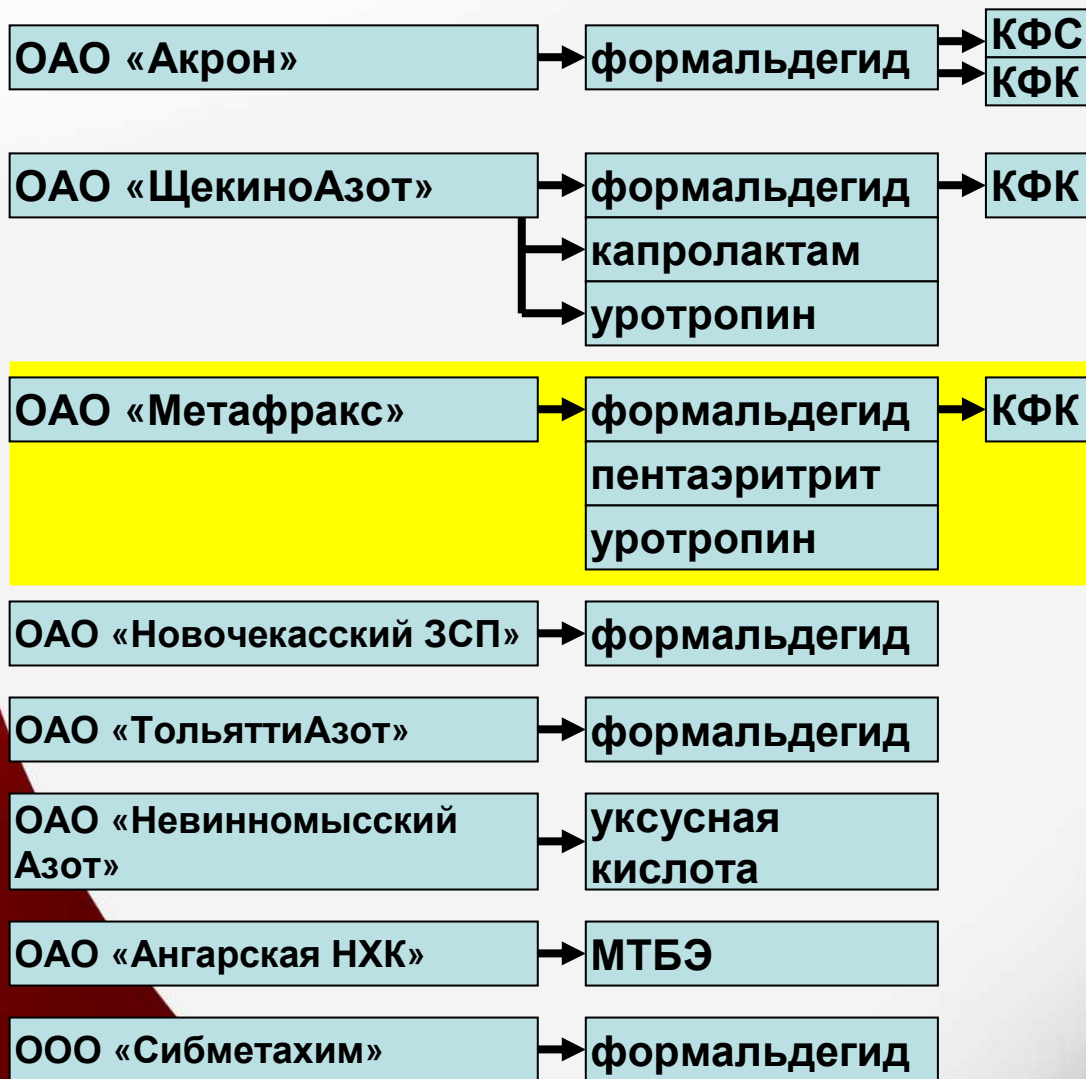 ОАО «Акрон»
формальдегид
КФС
КФК
ОАО «ЩекиноАзот»
формальдегид
КФК
капролактам
уротропин
ОАО «Метафракс»
формальдегид
КФК
пентаэритрит
уротропин
ОАО «Новочекасский ЗСП»
формальдегид
ОАО «ТольяттиАзот»
формальдегид
ОАО «Невинномысский
Азот»
уксусная
кислота
ОАО «Ангарская НХК»
МТБЭ
ООО «Сибметахим»
формальдегид